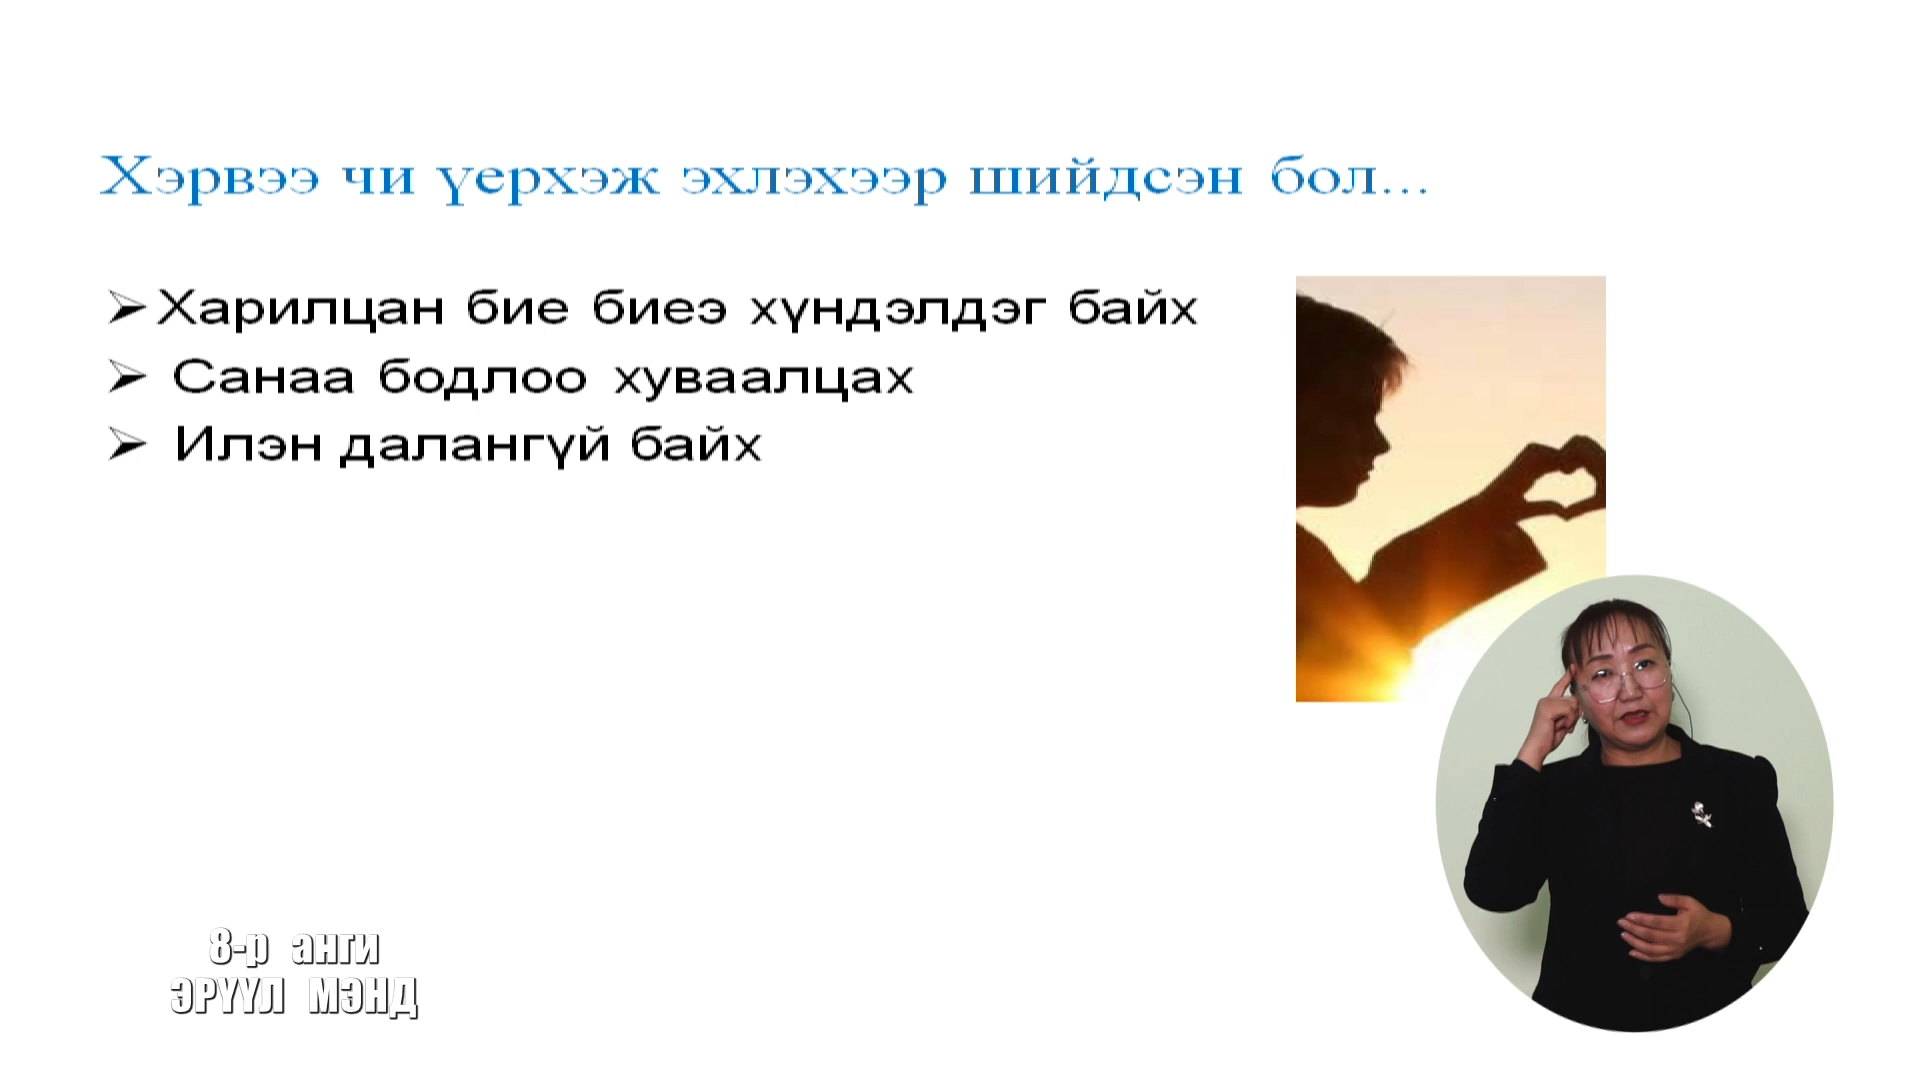 Хэрвээ чи үерхэж эхлэхээр шийдсэн бол...
➢Харилцан бие биеэ хүндэлдэг байх
➢ Санаа бодлоо хуваалцах
➢ Илэн далангүй байх
8-р анги
ЭРҮҮЛ МЭНД